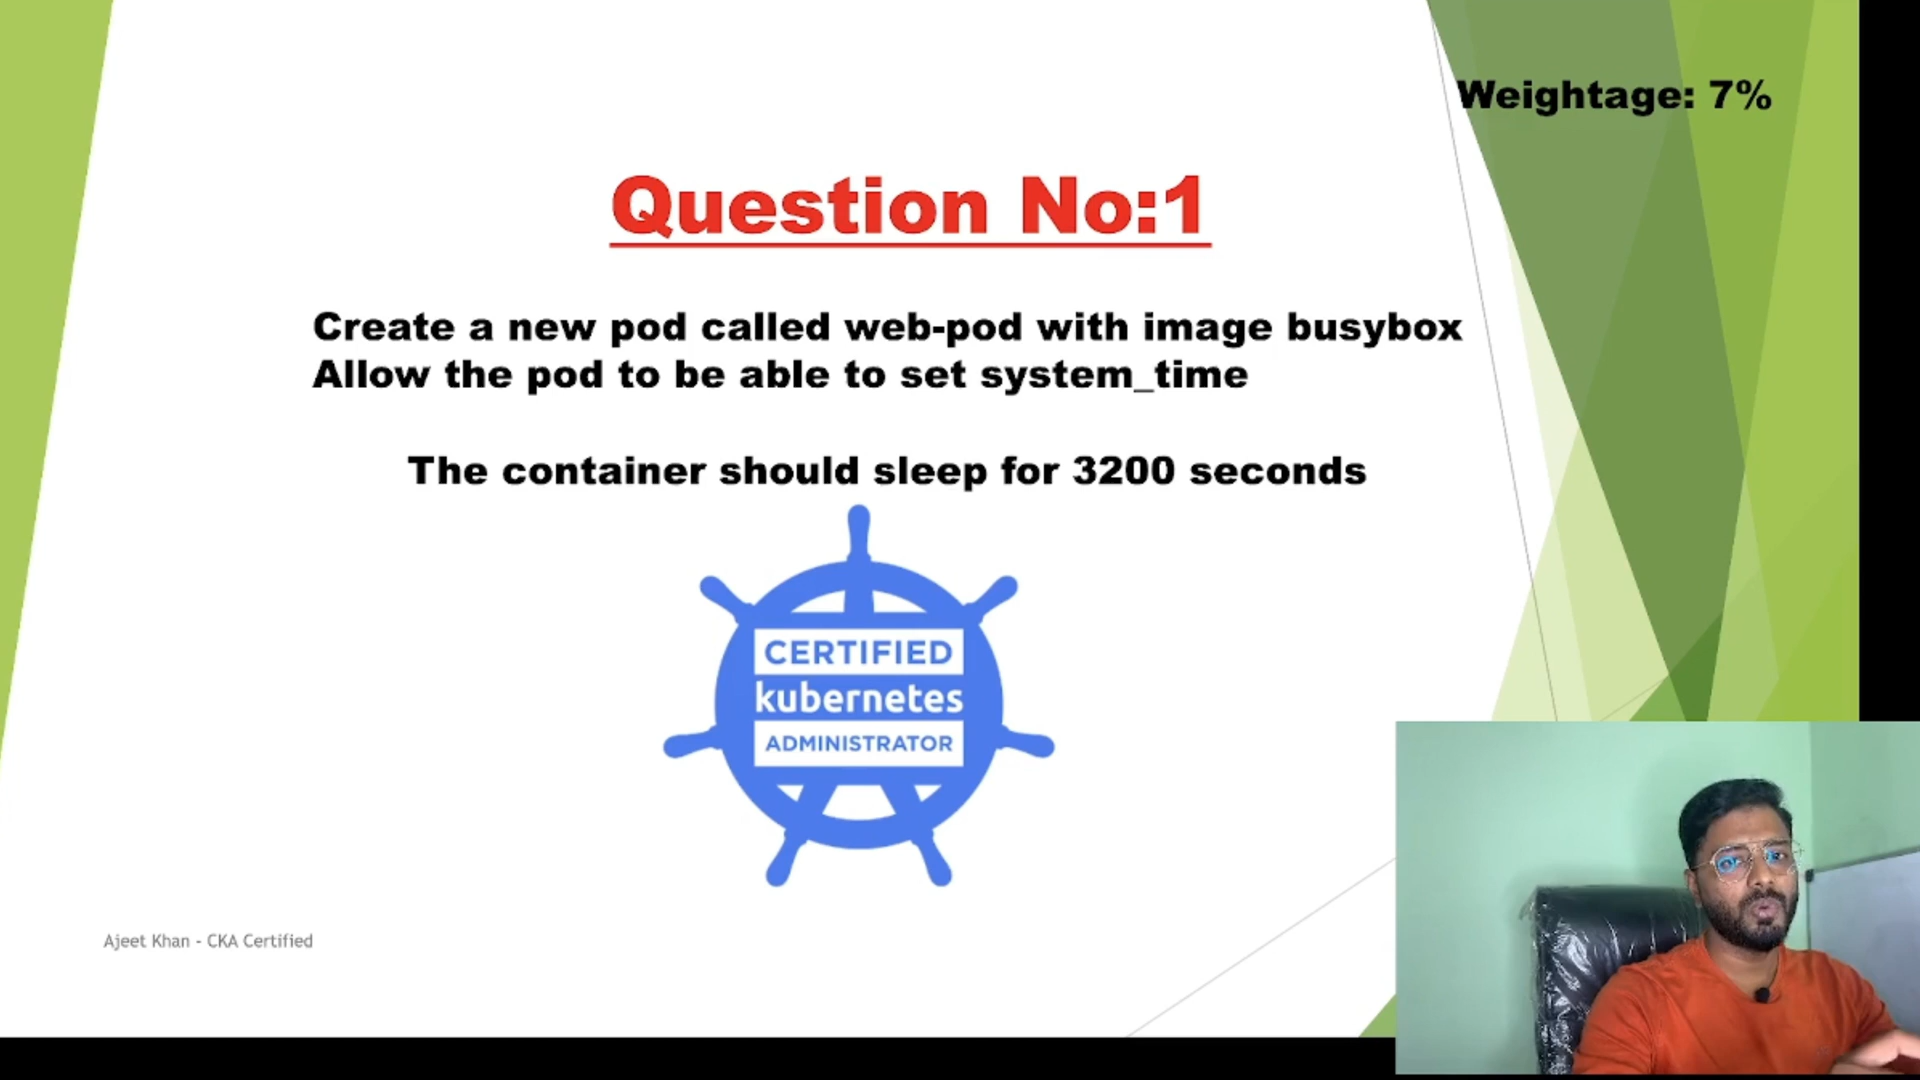 Weightage: 7%
Question No:1
Create a new pod called web-pod with image busybox
Allow the pod to be able to set system_time
The container should sleep for 3200 seconds
CERTIFIED
kubernetes
ADMINISTRATOR
Ajeet Khan - CKA Certified